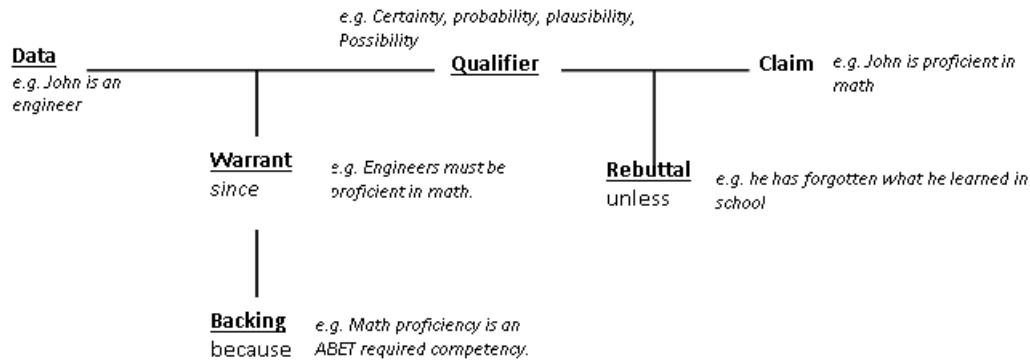 e.g. Certainty, probability, plausibility,
Possibility
Data
e.g. John is an
engineer
Qualifier
Claim
e.g. John is proficient in
math
Warrant
since
e.g. Engineers must be
proficient in math.
Rebuttal
unless
e.g. he has forgotten what he learned in
school
Backing
because
e.g. Math proficiency is an
ABET required competency.